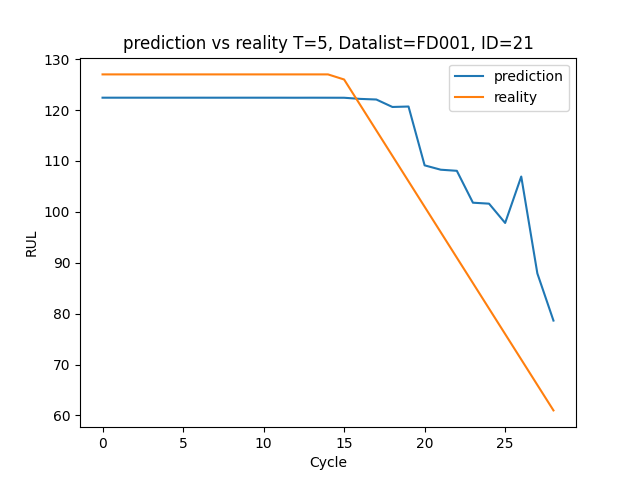 prediction vs reality T=5, Datalist=FD001, ID=21
prediction
reality
RUL
130
120
110
100
90
80
70
60
0 5 10 15 20 25
Cycle